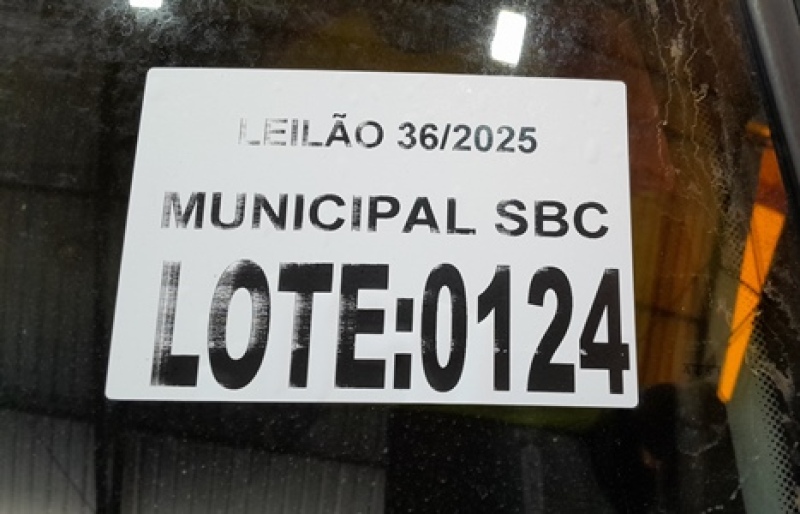 LEILÃO 36/2025
MUNICIPAL SBC
LOTE:0124